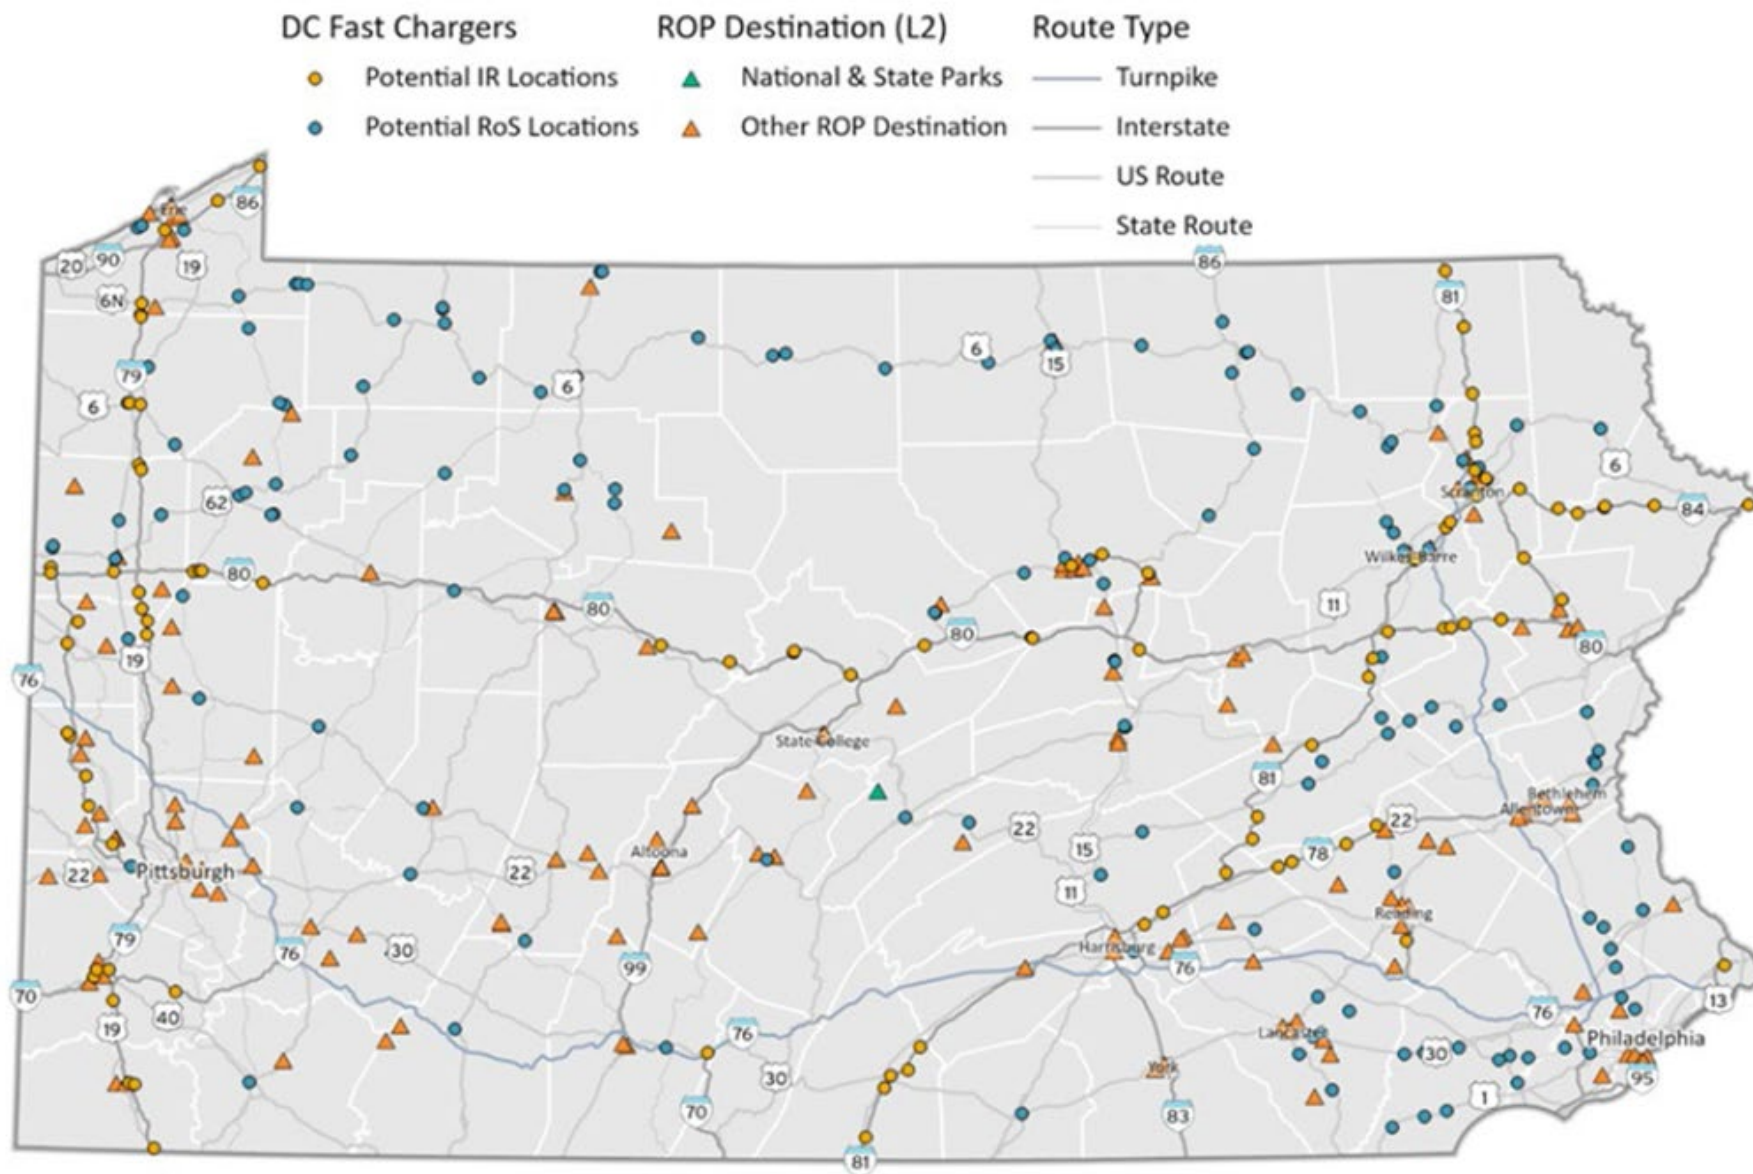 DC Fast Chargers ROP Destination (L2) Route Type
Potential IR Locations National & State Parks Turnpike
Potential RoS Locations Other ROP Destination Interstate
US Route
State Route
86
Erie
20 90 19 86
6N 81
79 6 15
6 6
6
62 Scranton 84
80 Wilkes-Barre
80 11
19 80 80
76
State College
81 Bethlehem
Allentown
22 22
Altoona 15 78
22 Pittsburgh 22 11
Reading
79 76 30 99 Harrisburg 76
70 13
40 76
19 76 Lancaster Philadelphia
30 York 30 95
70 83 1
81